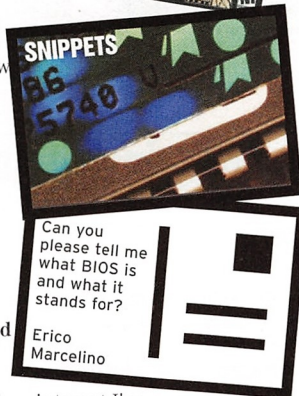 SNIPPETS
86
5740 U
Can you
please tell me
what BIOS is
and what it
stands for?
Erico
Marcelino